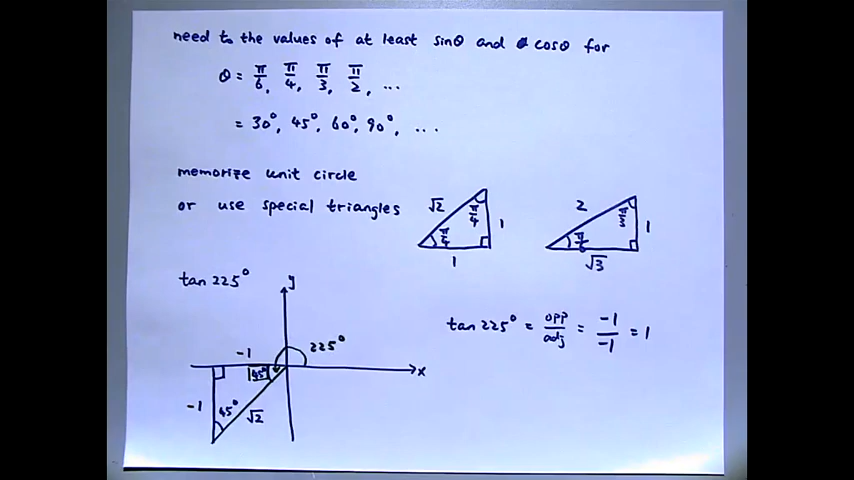 need to the values of at least sinθ and cosθ for
θ = π/6, π/4, π/3, π/2, ...
= 30°, 45°, 60°, 90°, ...
memorize unit circle
or use special triangles
√2 π/4 π/4 1 1
2 π/3 π/6 1 √3
tan 225°
y
225°
x
-1
45°
-1
45°
√2
tan 225° = opp/adj = -1/-1 = 1